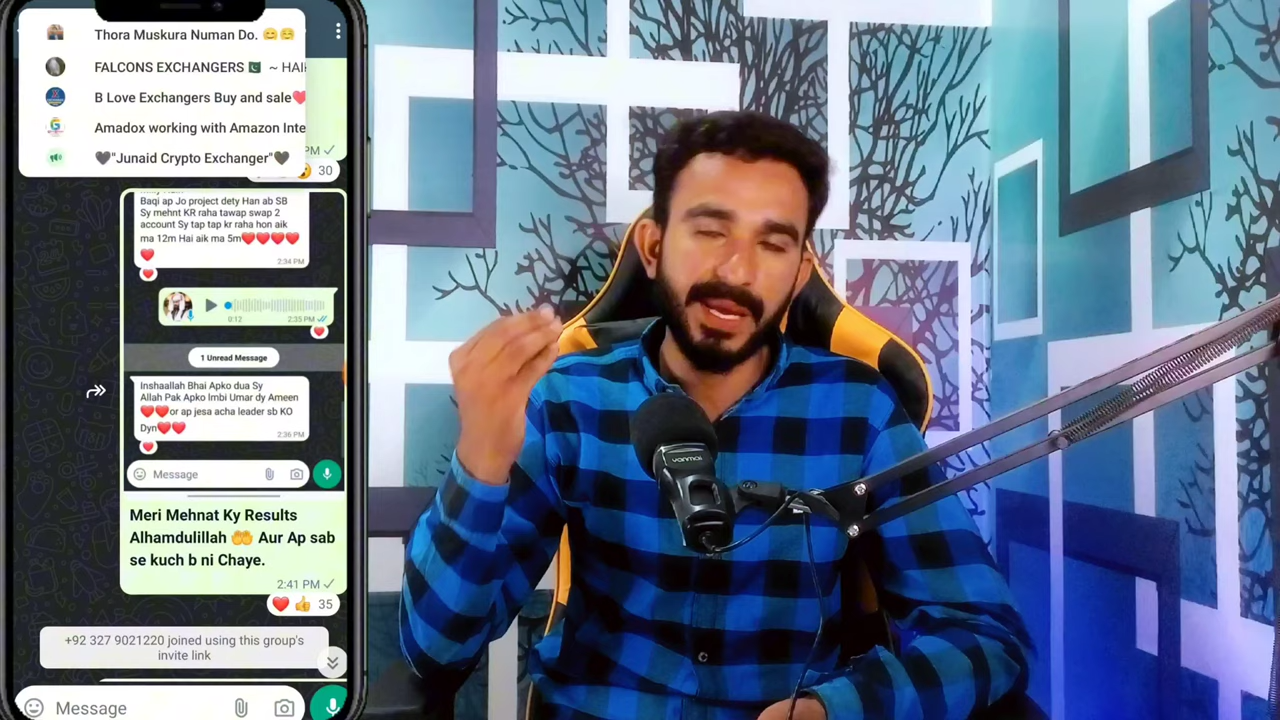 Thora Muskura Numan Do. 😊☺️
FALCONS EXCHANGERS 🇵🇰 ~ HAI
B Love Exchangers Buy and sale❤️
Amadox working with Amazon Inte
🖤"Junaid Crypto Exchanger"🖤
PM
30
Baqi ap Jo project dety Han ab SB
Sy mehnt KR raha tawap swap 2
account Sy tap tap kr raha hon aik
ma 12m Hai aik ma 5m❤️❤️❤️❤️
❤️
2:34 PM
0:12
2:35 PM
1 Unread Message
Inshaallah Bhai Apko dua Sy
Allah Pak Apko lmbi Umar dy Ameen
❤️❤️or ap jesa acha leader sb KO
Dyn❤️❤️
2:36 PM
Message
Meri Mehnat Ky Results
Alhamdulillah 🤲 Aur Ap sab
se kuch b ni Chaye.
2:41 PM
❤️ 👍 35
+92 327 9021220 joined using this group's
invite link
Message
vanmai